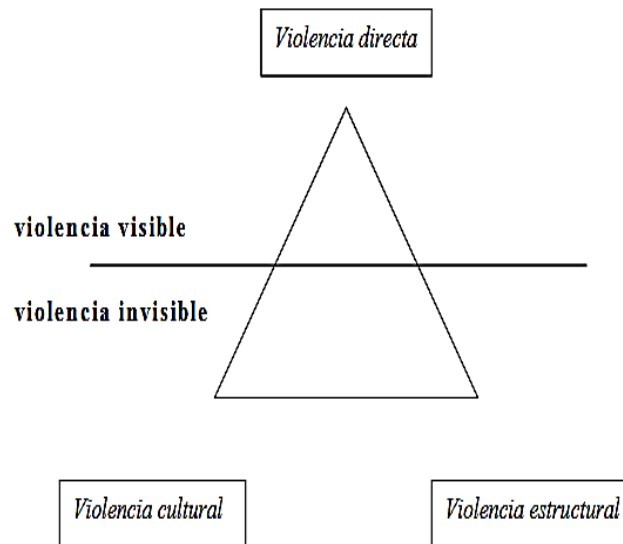 Violencia directa
violencia visible
violencia invisible
Violencia cultural
Violencia estructural